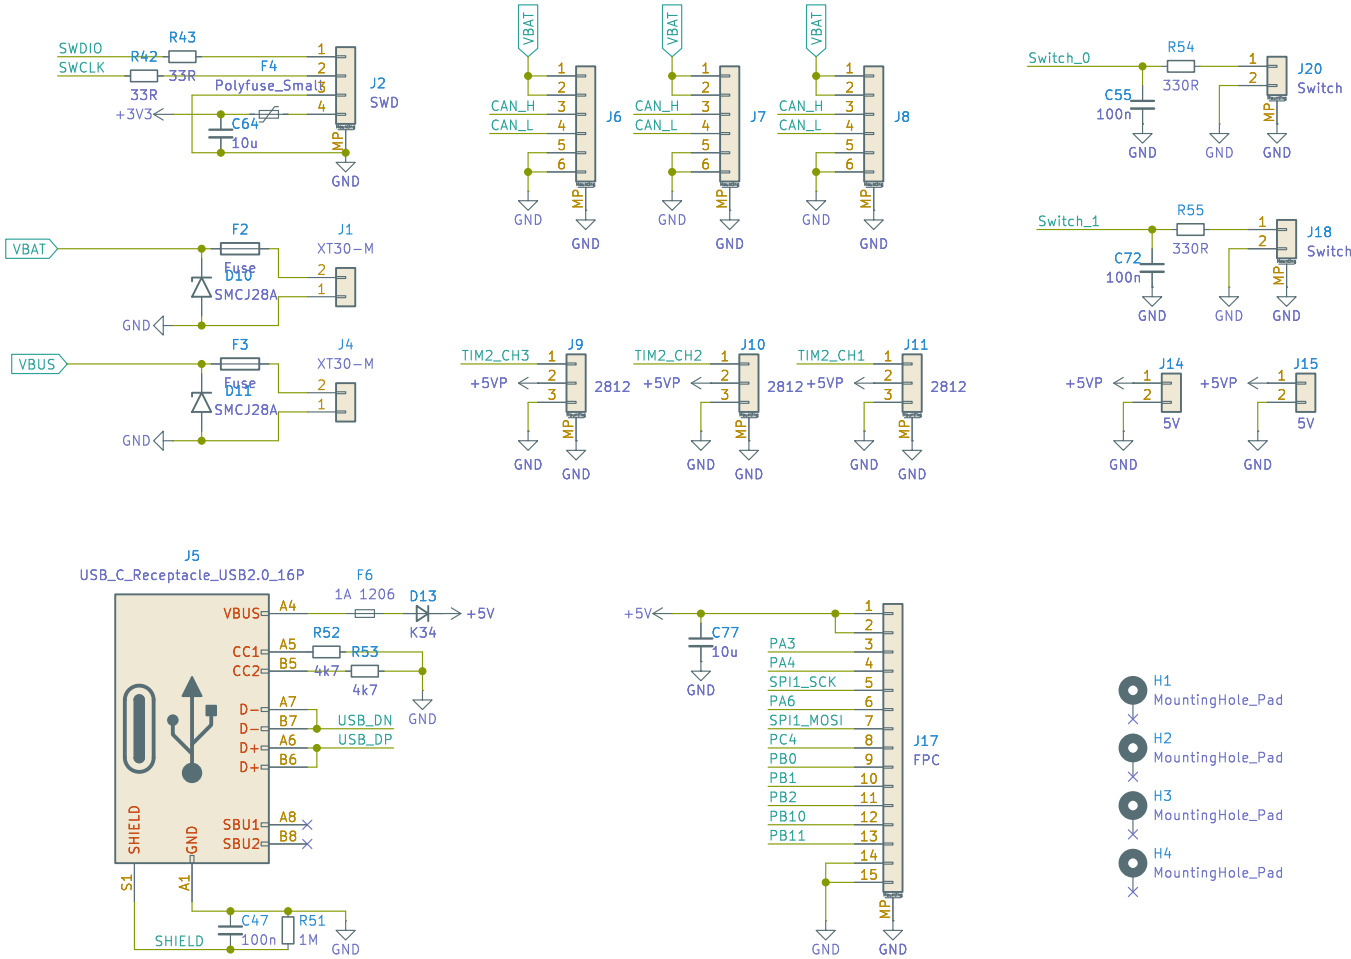 SWDIO
SWCLK
R43
R42
33R
33R
F4
Polyfuse_Small
+3V3
C64
10u
1
2
3
4
J2
SWD
MP
GND
VBAT
1
2
3
4
5
6
CAN_H
CAN_L
J6
MP
GND
GND
VBAT
1
2
3
4
5
6
CAN_H
CAN_L
J7
MP
GND
GND
VBAT
1
2
3
4
5
6
CAN_H
CAN_L
J8
MP
GND
GND
Switch_0
R54
330R
C55
100n
1
2
J20
Switch
MP
GND
GND
GND
Switch_1
R55
330R
C72
100n
1
2
J18
Switch
MP
GND
GND
GND
VBAT
F2
Fuse
D10
SMCJ28A
GND
J1
XT30-M
2
1
VBUS
F3
Fuse
D11
SMCJ28A
GND
J4
XT30-M
2
1
TIM2_CH3
+5VP
1
2
3
J9
2812
MP
GND
GND
TIM2_CH2
+5VP
1
2
3
J10
2812
MP
GND
GND
TIM2_CH1
+5VP
1
2
3
J11
2812
MP
GND
GND
+5VP
1
2
J14
5V
GND
+5VP
1
2
J15
5V
GND
J5
USB_C_Receptacle_USB2.0_16P
VBUS
A4
F6
1A 1206
D13
K34
+5V
CC1
A5
R52
4k7
CC2
B5
R53
4k7
GND
D-
A7
D-
B7
USB_DN
D+
A6
USB_DP
D+
B6
SBU1
A8
SBU2
B8
SHIELD
GND
S1
A1
SHIELD
C47
100n
R51
1M
GND
+5V
C77
10u
GND
1
2
PA3
3
PA4
4
SPI1_SCK
5
PA6
6
SPI1_MOSI
7
PC4
8
PB0
9
PB1
10
PB2
11
PB10
12
PB11
13
14
15
J17
FPC
MP
GND
GND
H1
MountingHole_Pad
H2
MountingHole_Pad
H3
MountingHole_Pad
H4
MountingHole_Pad